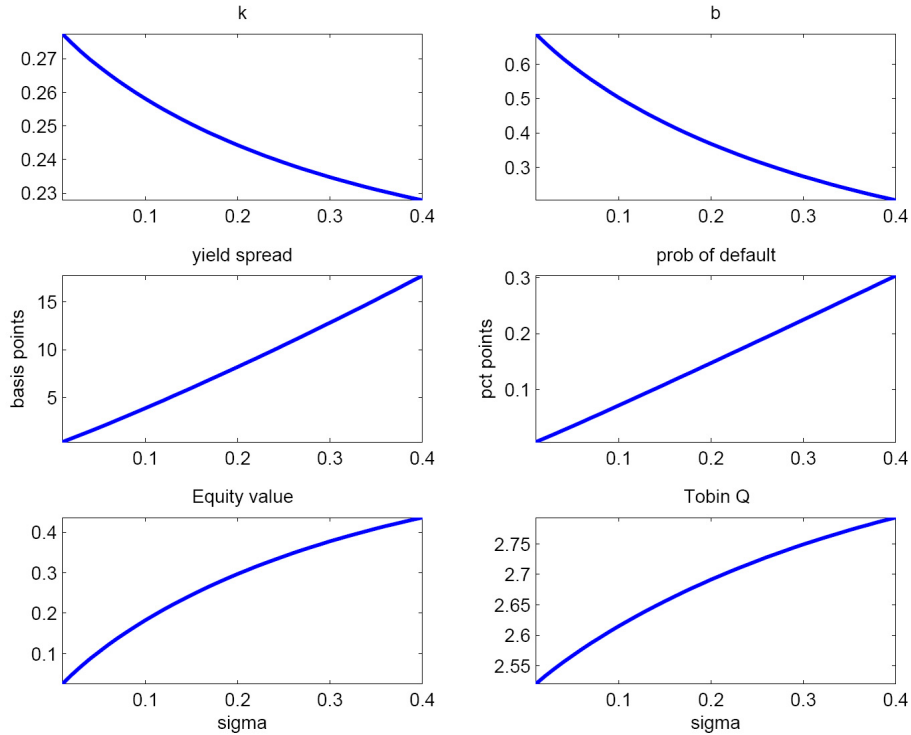 k
0.27
0.26
0.25
0.24
0.23
0.1 0.2 0.3 0.4
b
0.6
0.5
0.4
0.3
0.1 0.2 0.3 0.4
yield spread
basis points
15
10
5
0.1 0.2 0.3 0.4
prob of default
pct points
0.3
0.2
0.1
0.1 0.2 0.3 0.4
Equity value
0.4
0.3
0.2
0.1
0.1 0.2 0.3 0.4
sigma
Tobin Q
2.75
2.7
2.65
2.6
2.55
0.1 0.2 0.3 0.4
sigma